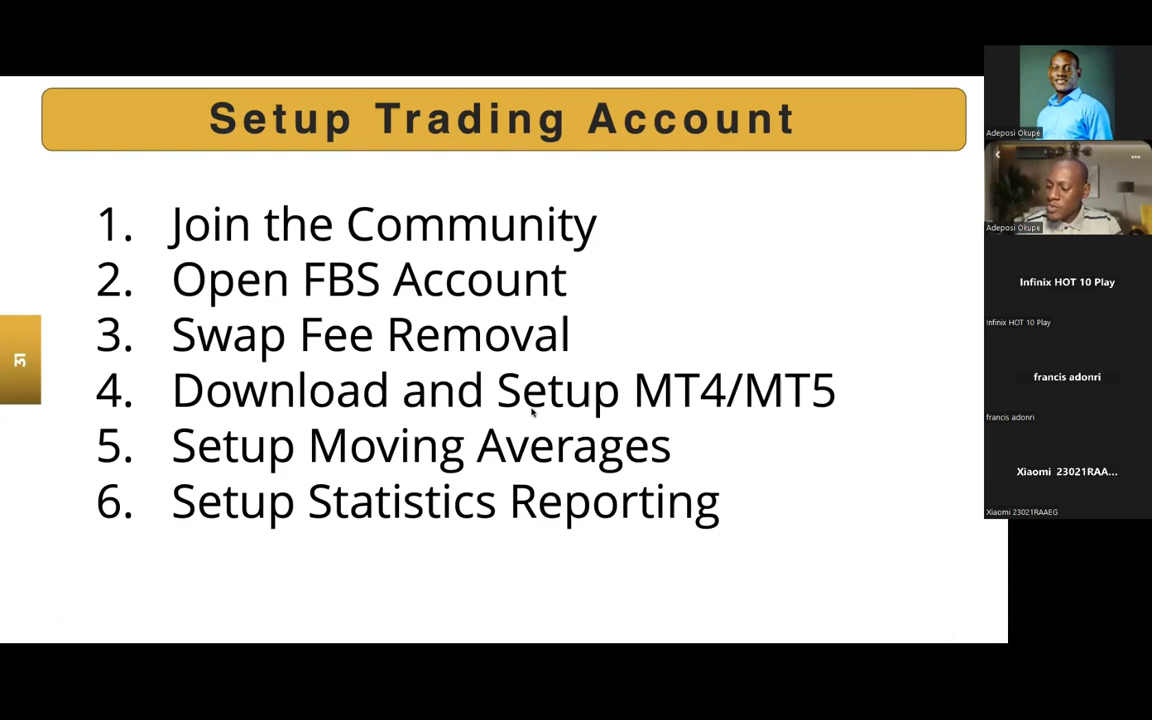 Setup Trading Account
1. Join the Community
2. Open FBS Account
3. Swap Fee Removal
4. Download and Setup MT4/MT5
5. Setup Moving Averages
6. Setup Statistics Reporting
31
Adeposi Okupe
Adeposi Okupe
Infinix HOT 10 Play
Infinix HOT 10 Play
francis adonri
francis adonri
Xiaomi 23021RAA...
Xiaomi 23021RAAEG